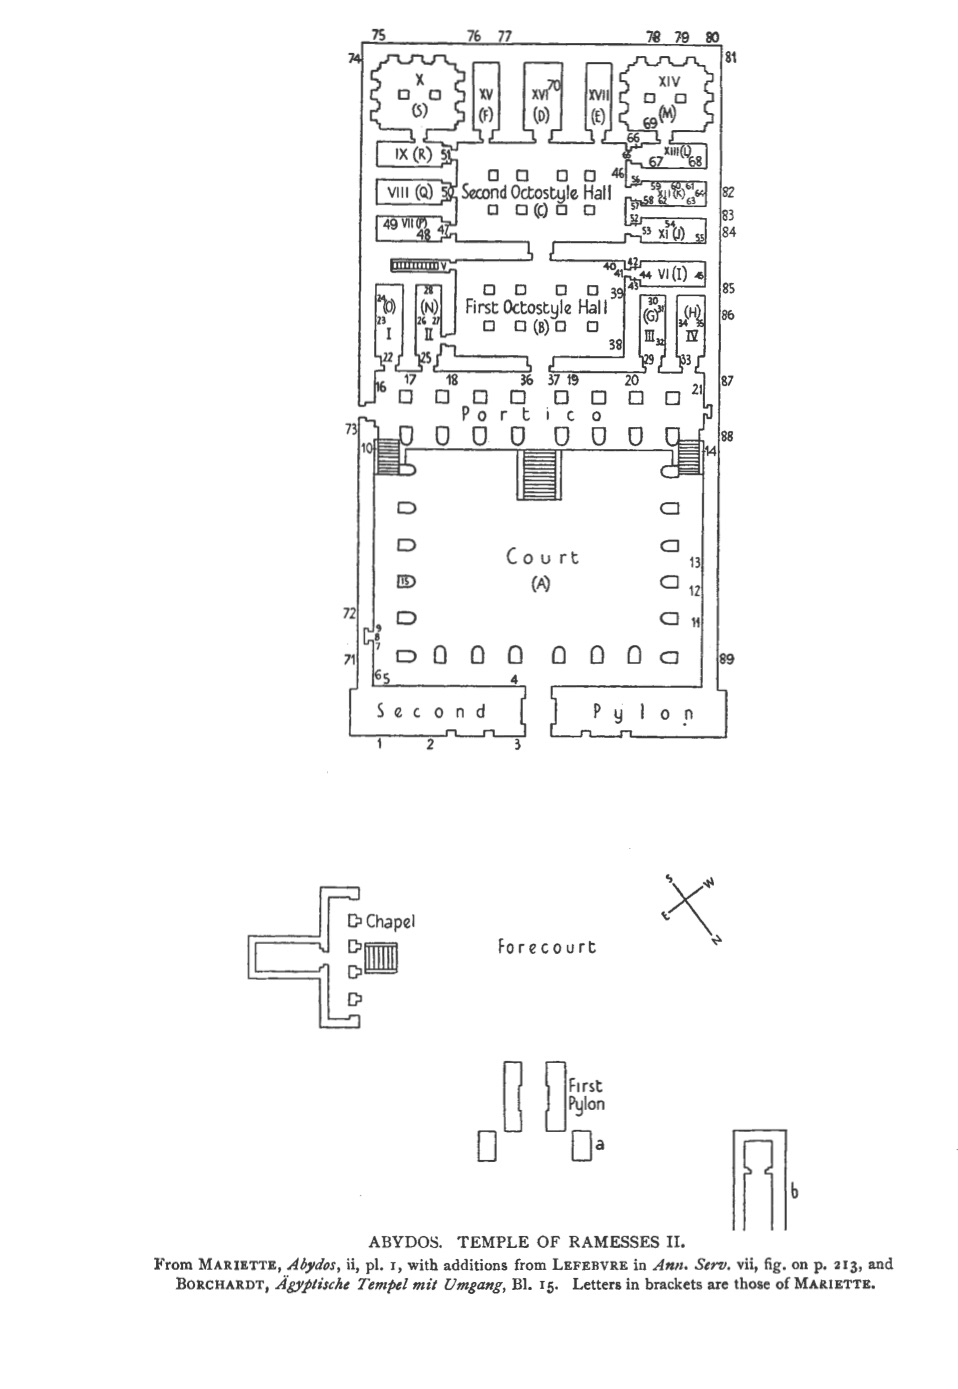 75 76 77 78 79 80
74 81
X XV XVI 70 XVII XIV
(S) (F) (D) (E) (M)
69
66
IX (R) 51 65 XIII(L)
67 68
46
VIII (Q) 50 Second Octostyle Hall 56 59 60 61 64 82
(C) 57 58 XII(K) 62 63
83
49 VII(P) 48 47 52 53 54 XI(J) 55 84
V 40 41 42 43 44 VI(I) 45
85
24 (O) 28 (N) First Octostyle Hall 39 30 (G) 31 (H) 86
23 26 27 (B) 34 35
I II 38 III 32 IV
22 25 29 33
16 17 18 36 37 19 20 21 87
Portico
73 88
10 14
Court
(A)
15
13
12
11
72
9
8
7
71 89
6 5 4
Second Pylon
1 2 3
S W
E N
Chapel
Forecourt
First
Pylon
a
b
ABYDOS. TEMPLE OF RAMESSES II.
From MARIETTE, Abydos, ii, pl. 1, with additions from LEFEBVRE in Ann. Serv. vii, fig. on p. 213, and
BORCHARDT, Ägyptische Tempel mit Umgang, Bl. 15. Letters in brackets are those of MARIETTE.